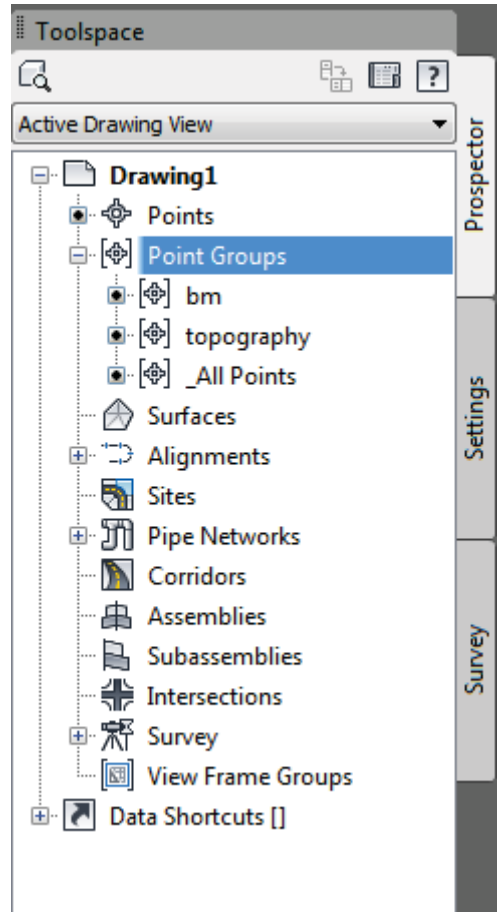 Toolspace
?
Active Drawing View
Drawing1
Points
Point Groups
bm
topography
_All Points
Surfaces
Alignments
Sites
Pipe Networks
Corridors
Assemblies
Subassemblies
Intersections
Survey
View Frame Groups
Data Shortcuts []
Prospector
Settings
Survey